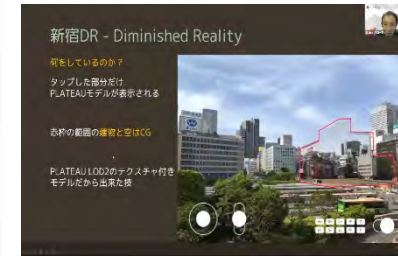 新宿DR - Diminished Reality
何をしているのか？
タップした部分だけ
PLATEAUモデルが表示される
赤枠の範囲の建物と空はCG
PLATEAU LOD2のテクスチャ付き
モデルだから出来た技